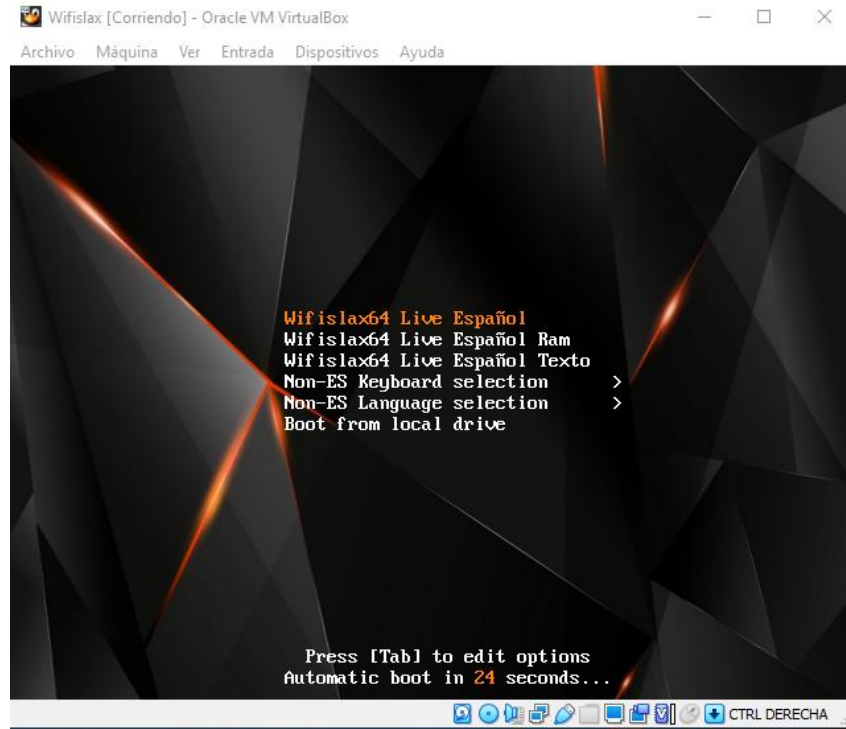 Wifislax [Corriendo] - Oracle VM VirtualBox
Archivo Máquina Ver Entrada Dispositivos Ayuda
Wifislax64 Live Español
Wifislax64 Live Español Ram
Wifislax64 Live Español Texto
Non-ES Keyboard selection >
Non-ES Language selection >
Boot from local drive
Press [Tab] to edit options
Automatic boot in 24 seconds...
CTRL DERECHA